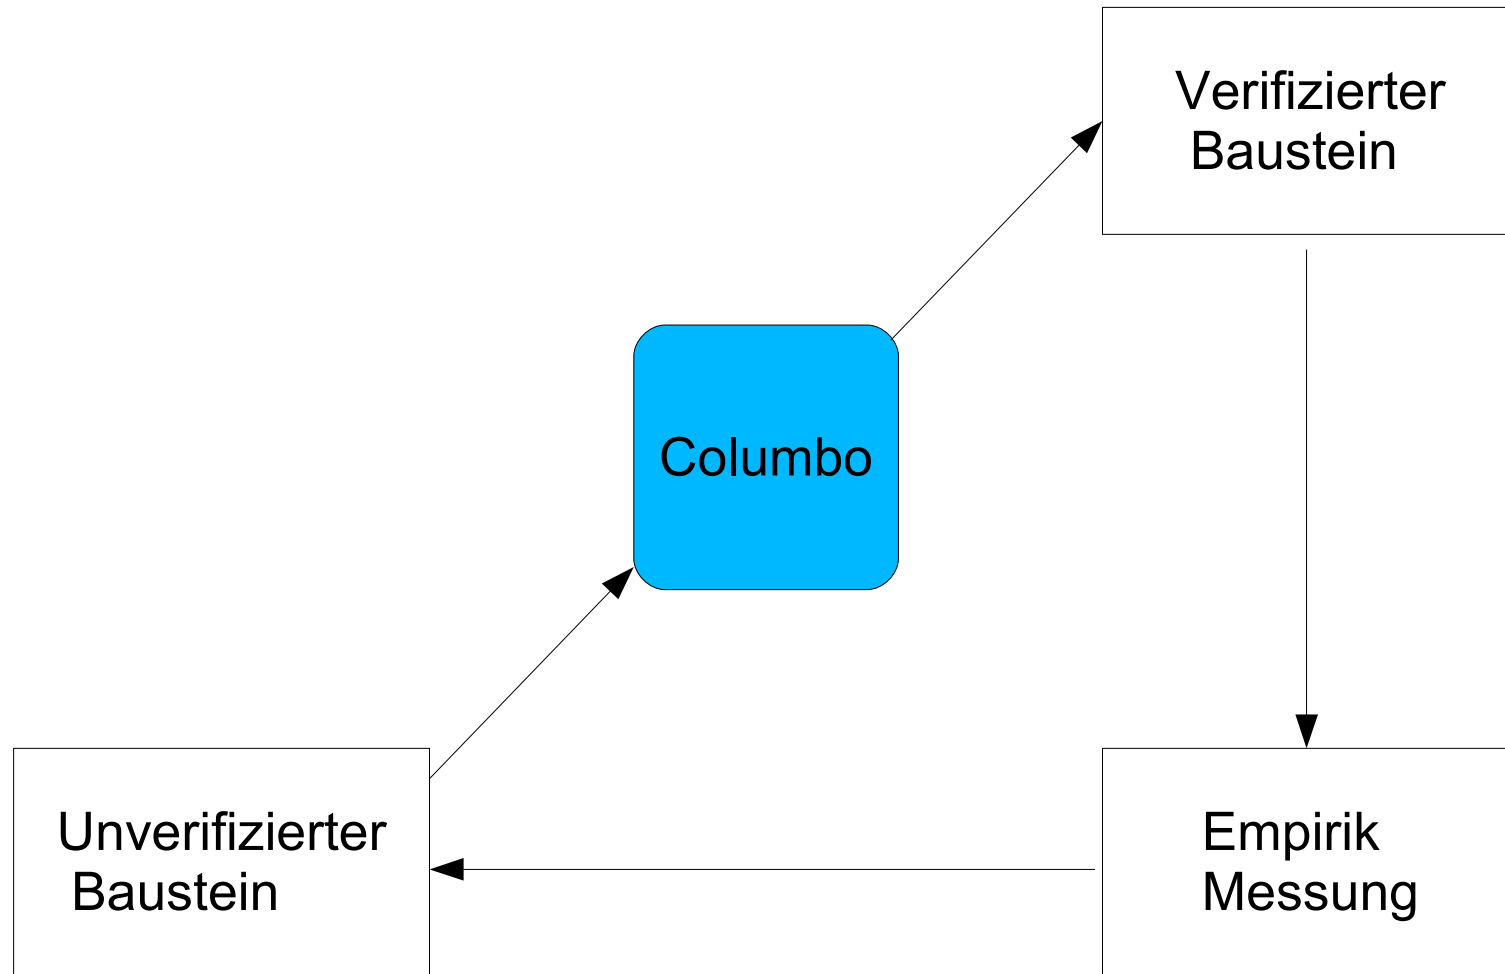 Verifizierter
Baustein
Columbo
Unverifizierter
Baustein
Empirik
Messung